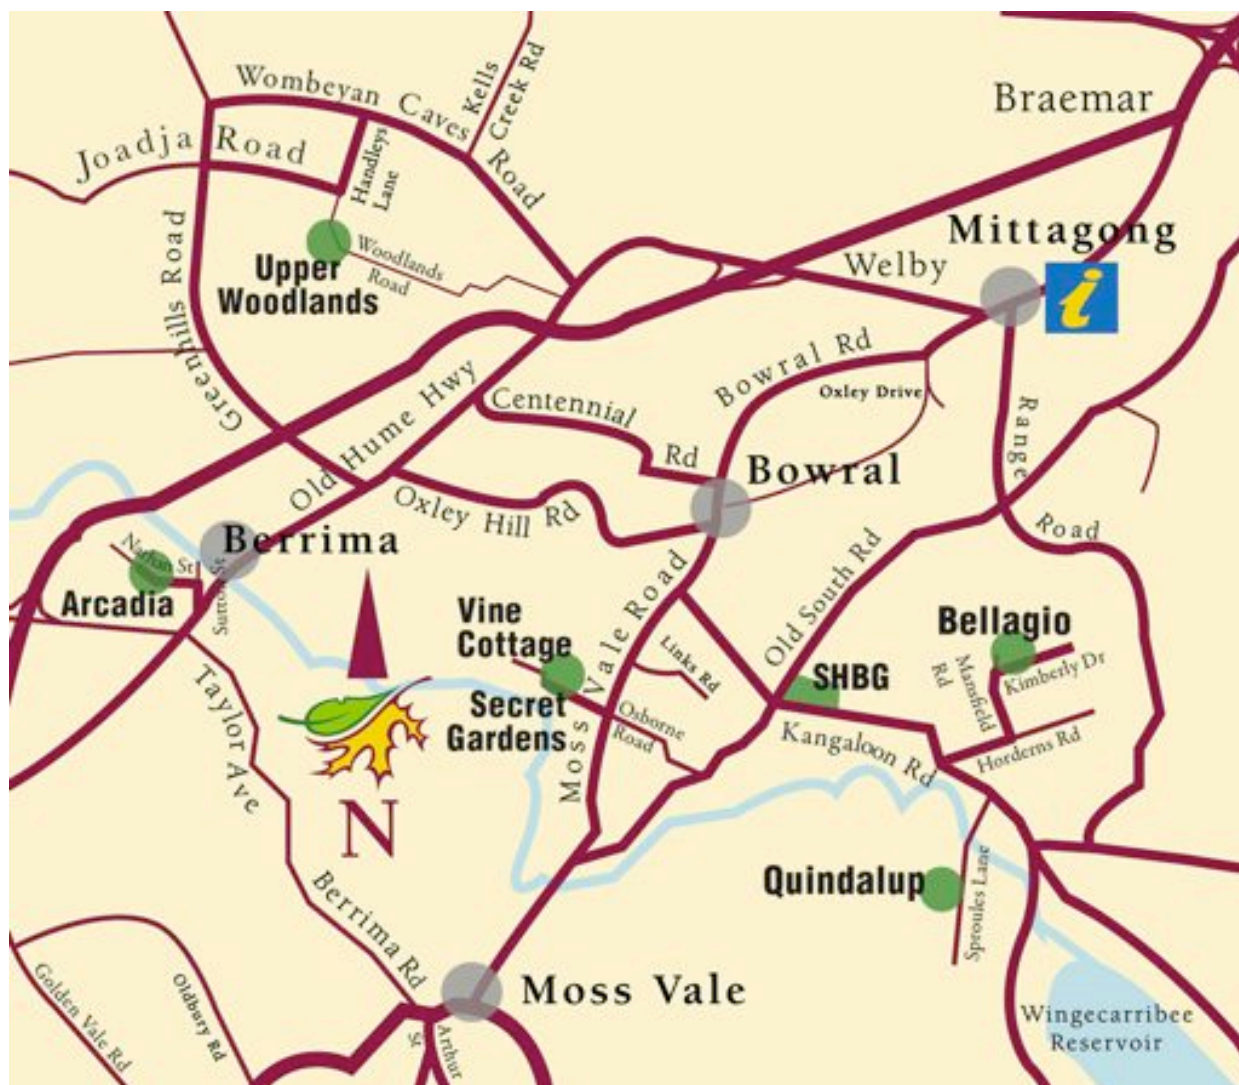 Wombeyan Caves Road
Kells
Creek Rd
Braemar
Joadja Road
Handleys
Lane
Mittagong
i
Welby
Woodlands
Road
Upper
Woodlands
Greenhills Road
Bowral Rd
Oxley Drive
Old Hume Hwy
Centennial Rd
Range Road
Bowral
Oxley Hill Rd
Berrima
Nathan St
Arcadia
Old South Rd
Vine
Cottage
Moss Vale Road
Links Rd
SHBG
Bellagio
Mansfield
Rd
Kimberly Dr
Secret
Gardens
Osborne
Road
Kangaloon Rd
Horderns Rd
Taylor Ave
N
Quindalup
Sproules Lane
Berrima Rd
Moss Vale
Golden Vale Rd
Oldbury Rd
Arthur
St
Wingecarribee
Reservoir